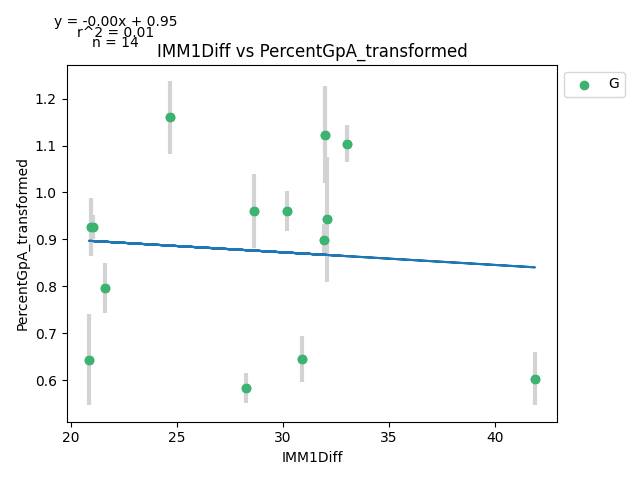 y = -0.00x + 0.95
r^2 = 0.01
n = 14
IMM1Diff vs PercentGpA_transformed
G
1.2
1.1
1.0
0.9
0.8
0.7
0.6
PercentGpA_transformed
20 25 30 35 40
IMM1Diff